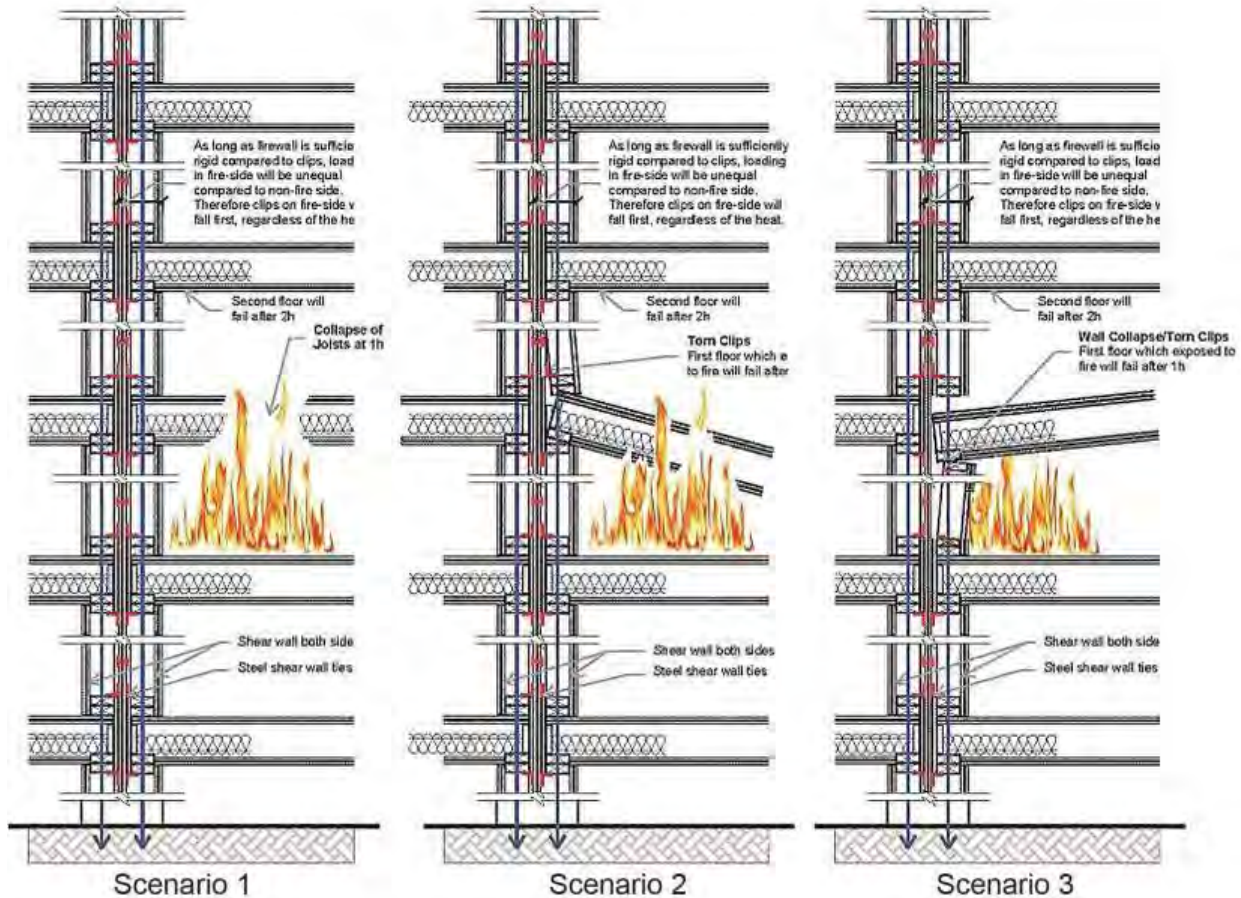 As long as firewall is sufficie
rigid compared to clips, load
in fire-side will be unequal
compared to non-fire side.
Therefore clips on fire-side w
fall first, regardless of the he
Second floor will
fail after 2h
Collapse of
Joists at 1h
Shear wall both side
Steel shear wall ties
Scenario 1
As long as firewall is sufficiently
rigid compared to clips, loading
in fire-side will be unequal
compared to non-fire side.
Therefore clips on fire-side will
fall first, regardless of the heat.
Second floor will
fail after 2h
Torn Clips
First floor which e
to fire will fail after
Shear wall both sides
Steel shear wall ties
Scenario 2
As long as firewall is sufficie
rigid compared to clips, load
in fire-side will be unequal
compared to non-fire side.
Therefore clips on fire-side w
fall first, regardless of the he
Second floor will
fail after 2h
Wall Collapse/Torn Clips
First floor which exposed to
fire will fail after 1h
Shear wall both side
Steel shear wall ties
Scenario 3